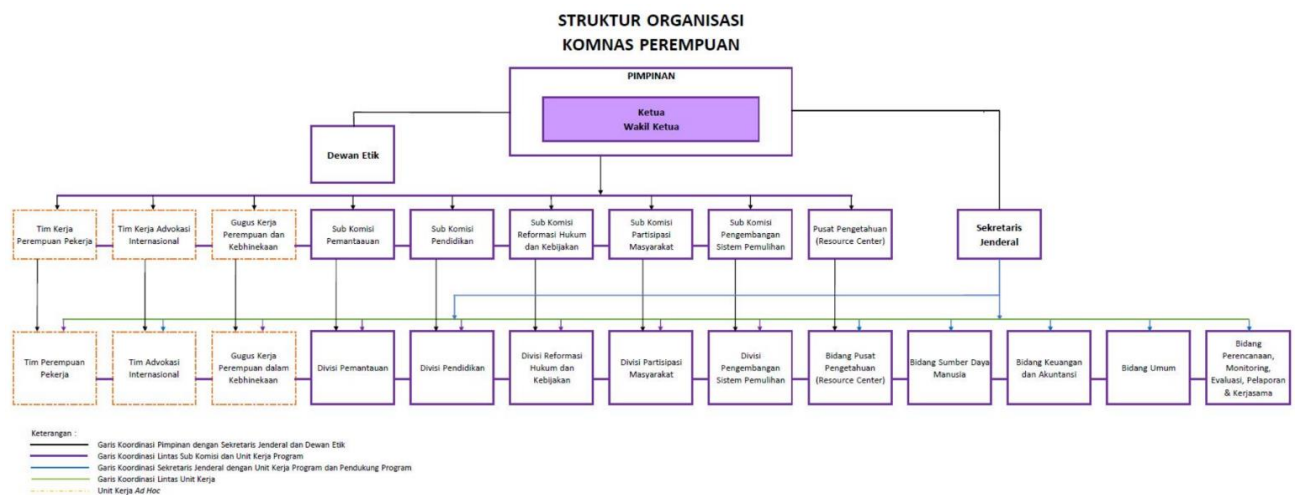 STRUKTUR ORGANISASI
KOMNAS PEREMPUAN
PIMPINAN
Ketua
Wakil Ketua
Dewan Etik
Tim Kerja
Perempuan Pekerja
Tim Kerja Advokasi
Internasional
Gugus Kerja
Perempuan dan
Kebhinekaan
Sub Komisi
Pemantauaan
Sub Komisi
Pendidikan
Sub Komisi
Reformasi Hukum
dan Kebijakan
Sub Komisi
Partisipasi
Masyarakat
Sub Komisi
Pengembangan
Sistem Pemulihan
Pusat Pengetahuan
(Resource Center)
Sekretaris
Jenderal
Tim Perempuan
Pekerja
Tim Advokasi
Internasional
Gugus Kerja
Perempuan dalam
Kebhinekaan
Divisi Pemantauan
Divisi Pendidikan
Divisi Reformasi
Hukum dan
Kebijakan
Divisi Partisipasi
Masyarakat
Divisi
Pengembangan
Sistem Pemulihan
Bidang Pusat
Pengetahuan
(Resource Center)
Bidang Sumber Daya
Manusia
Bidang Keuangan
dan Akuntansi
Bidang Umum
Bidang
Perencanaan,
Monitoring,
Evaluasi, Pelaporan
& Kerjasama
Keterangan :
Garis Koordinasi Pimpinan dengan Sekretaris Jenderal dan Dewan Etik
Garis Koordinasi Lintas Sub Komisi dan Unit Kerja Program
Garis Koordinasi Sekretaris Jenderal dengan Unit Kerja Program dan Pendukung Program
Garis Koordinasi Lintas Unit Kerja
Unit Kerja Ad Hoc